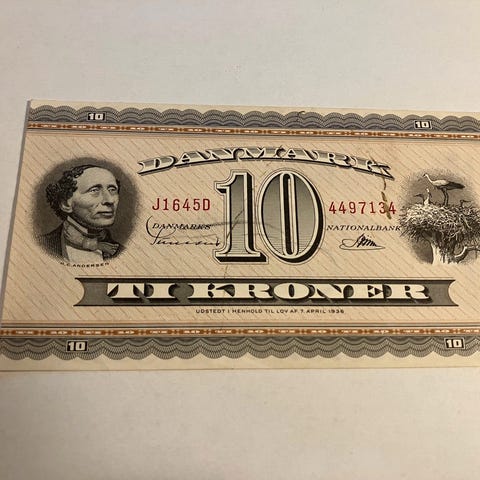 10 10
DANMARK
J1645D 10 4497134
DANMARKS NATIONALBANK
H.C. ANDERSEN
TI KRONER
UDSTEDT I HENHOLD TIL LOV AF 7. APRIL 1936
10 10